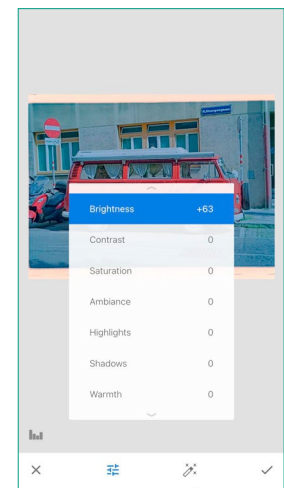 Brightness +63
Contrast 0
Saturation 0
Ambiance 0
Highlights 0
Shadows 0
Warmth 0